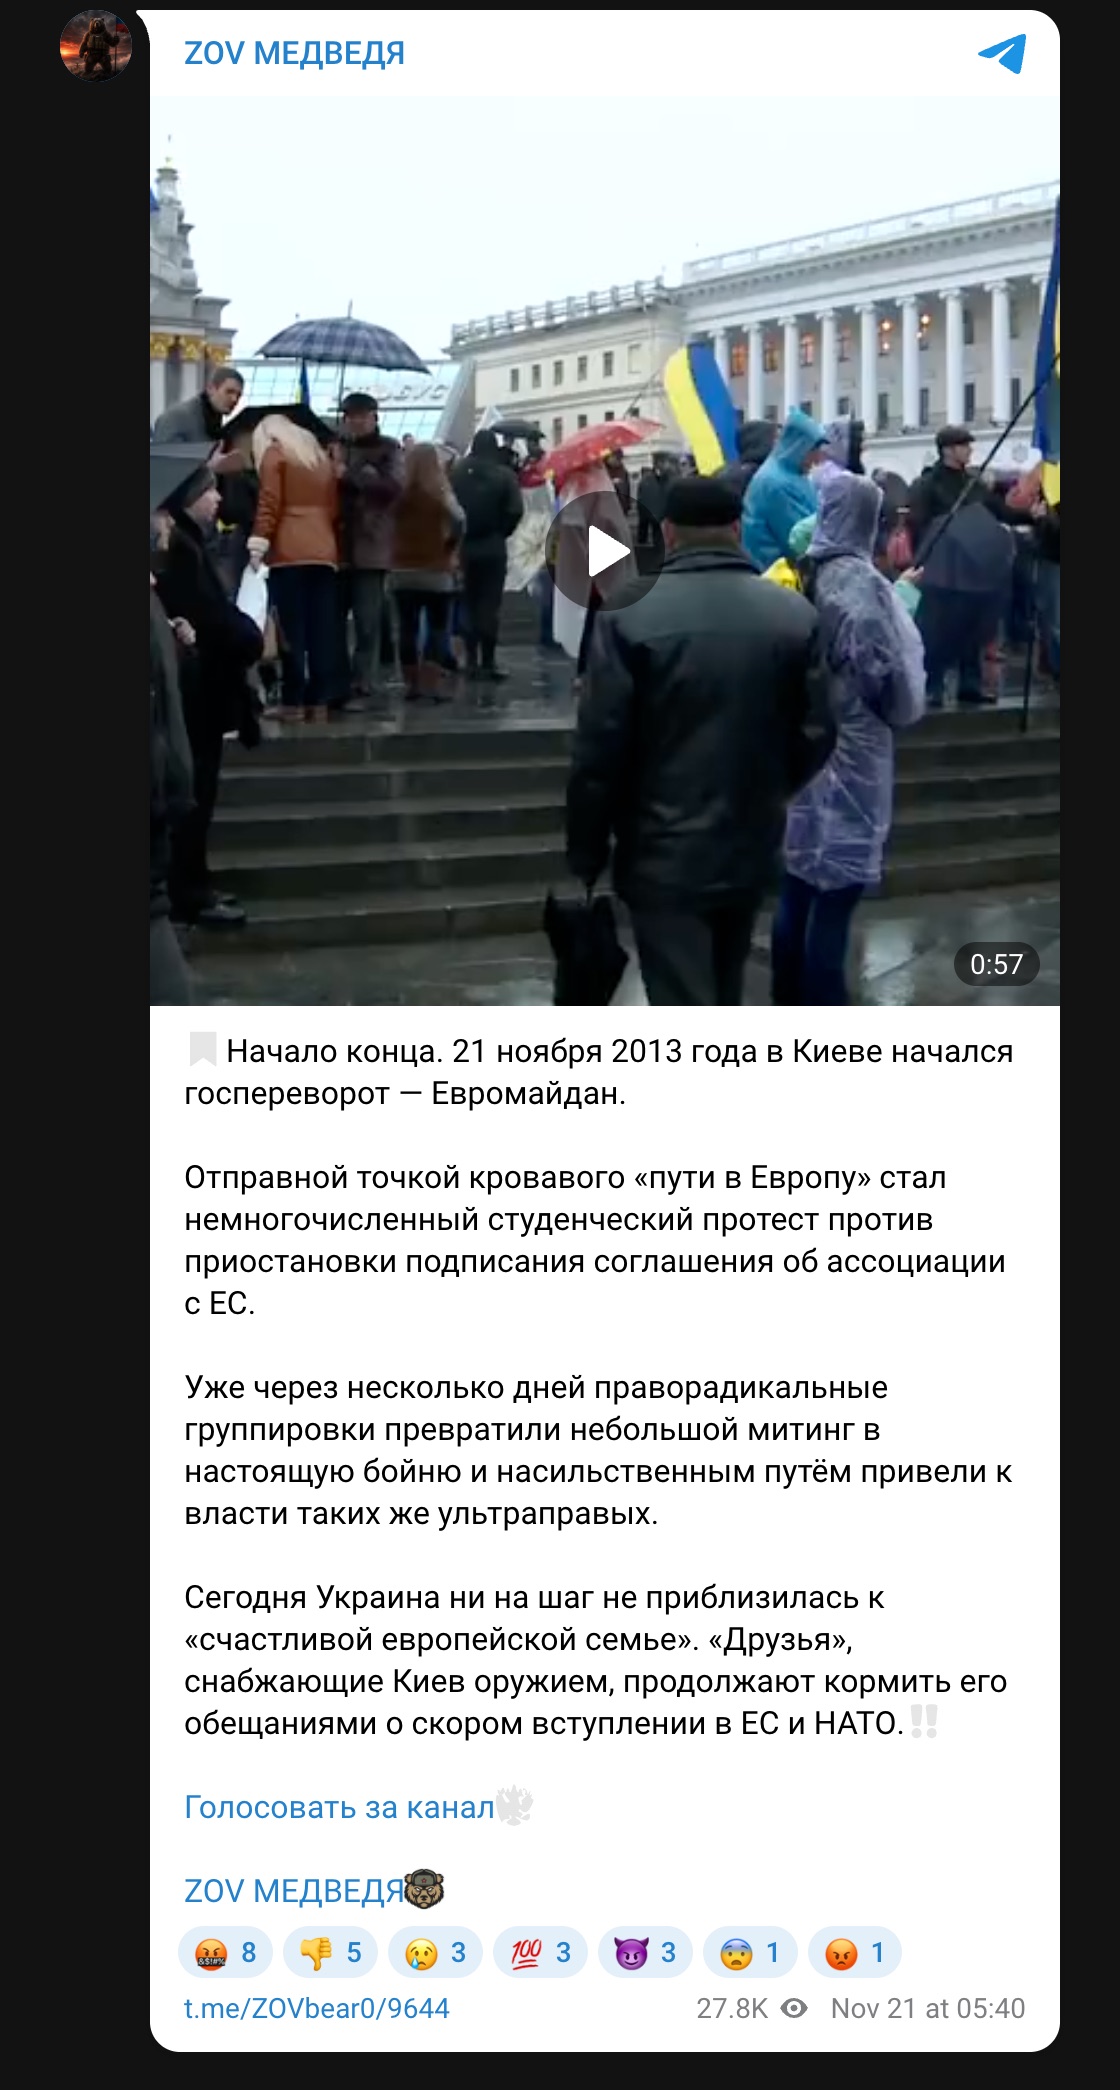 ZOV МЕДВЕДЯ
0:57
Начало конца. 21 ноября 2013 года в Киеве начался
госпереворот — Евромайдан.
Отправной точкой кровавого «пути в Европу» стал
немногочисленный студенческий протест против
приостановки подписания соглашения об ассоциации
с ЕС.
Уже через несколько дней праворадикальные
группировки превратили небольшой митинг в
настоящую бойню и насильственным путём привели к
власти таких же ультраправых.
Сегодня Украина ни на шаг не приблизилась к
«счастливой европейской семье». «Друзья»,
снабжающие Киев оружием, продолжают кормить его
обещаниями о скором вступлении в ЕС и НАТО.‼
Голосовать за канал
ZOV МЕДВЕДЯ
🤬 8 👎 5 😢 3 💯 3 😈 3 😨 1 😡 1
t.me/ZOVbear0/9644 27.8K Nov 21 at 05:40